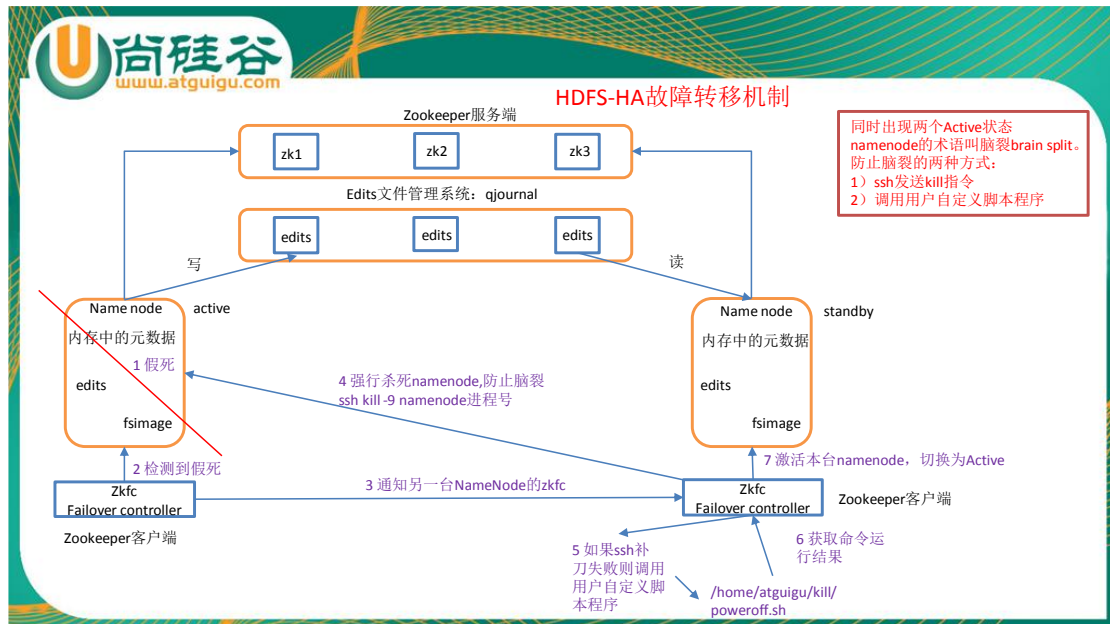 尚硅谷
www.atguigu.com
HDFS-HA故障转移机制
Zookeeper服务端
zk1
zk2
zk3
同时出现两个Active状态
namenode的术语叫脑裂brain split。
防止脑裂的两种方式：
1）ssh发送kill指令
2）调用用户自定义脚本程序
Edits文件管理系统：qjournal
edits
edits
edits
写
读
Name node
active
内存中的元数据
1 假死
edits
fsimage
Name node
standby
内存中的元数据
edits
fsimage
4 强行杀死namenode,防止脑裂
ssh kill -9 namenode进程号
2 检测到假死
7 激活本台namenode，切换为Active
3 通知另一台NameNode的zkfc
Zkfc
Failover controller
Zookeeper客户端
Zkfc
Failover controller
Zookeeper客户端
5 如果ssh补
刀失败则调用
用户自定义脚
本程序
6 获取命令运
行结果
/home/atguigu/kill/
poweroff.sh